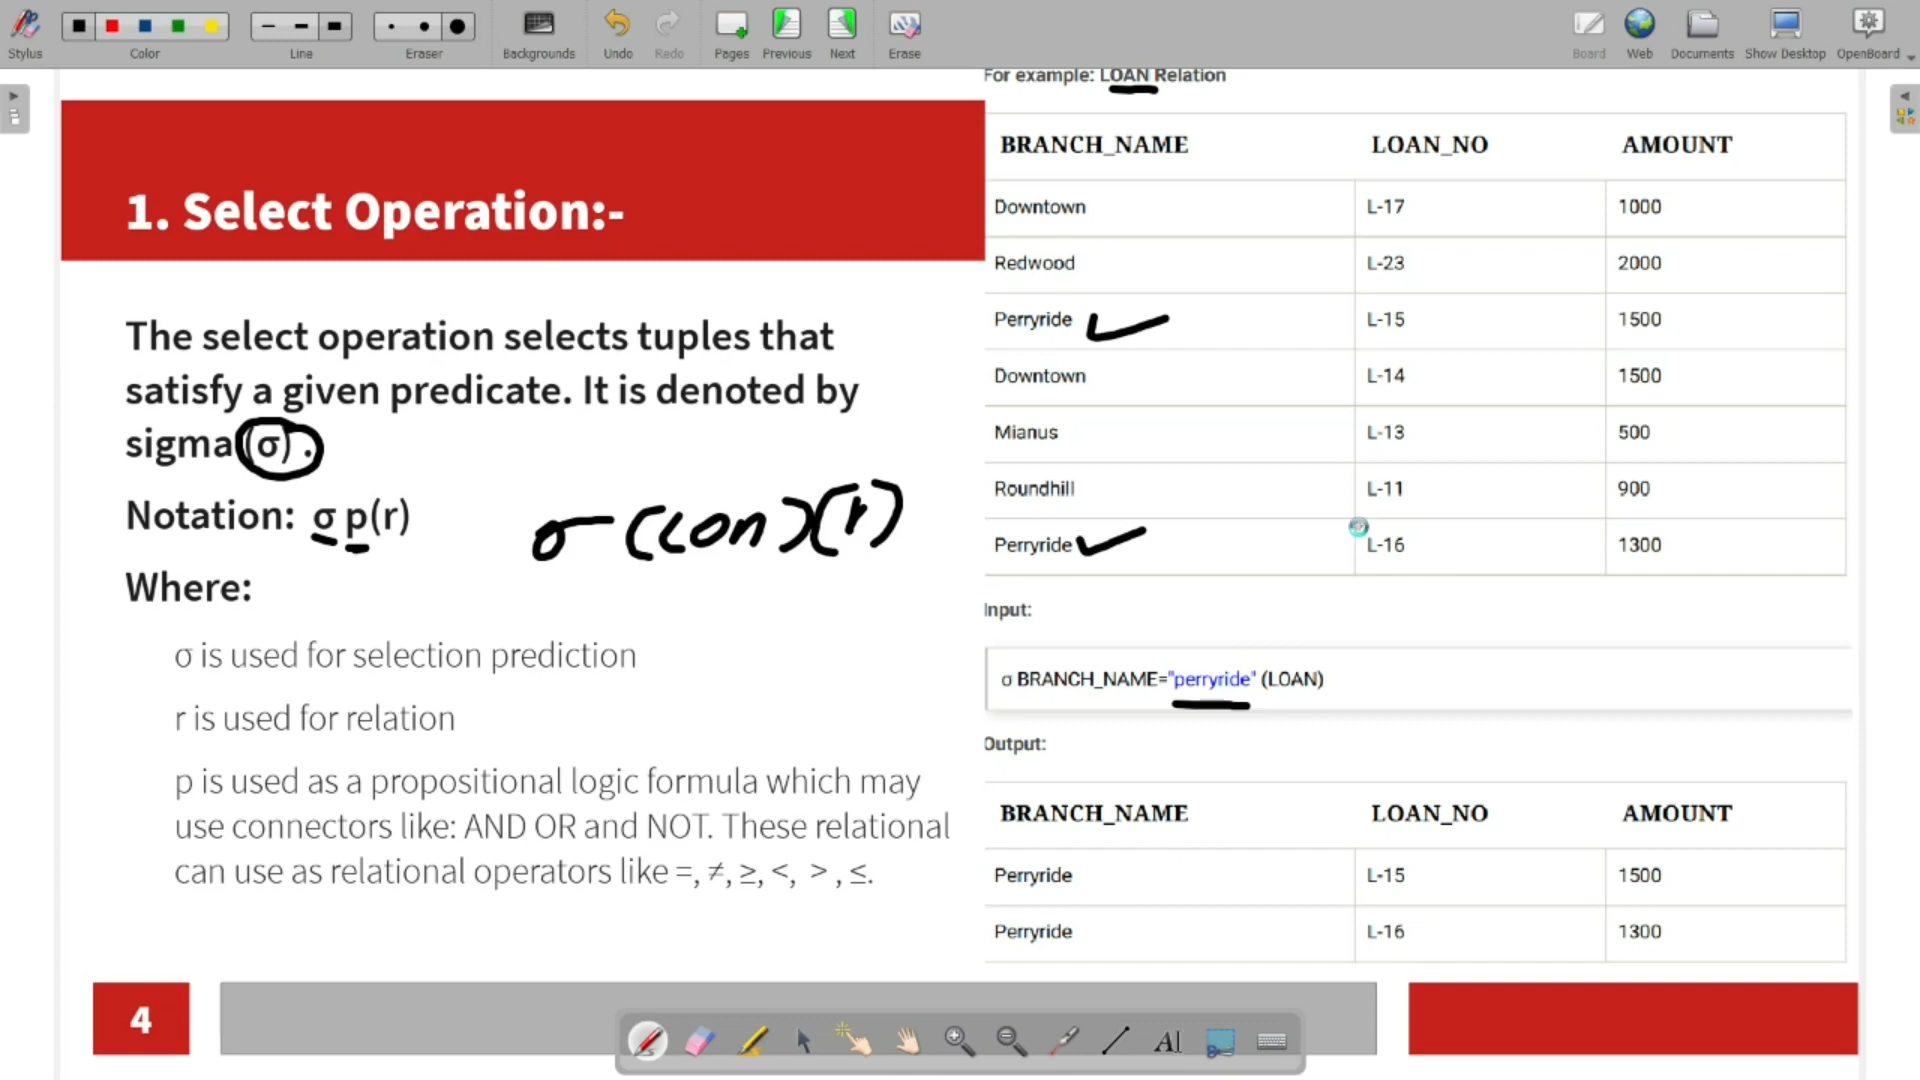 Stylus
Color
Line
Eraser
Backgrounds
Undo
Redo
Pages
Previous
Next
Erase
Board
Web
Documents
Show Desktop
OpenBoard
1. Select Operation:-
The select operation selects tuples that
satisfy a given predicate. It is denoted by
sigma (σ) .
Notation: σ p(r)
σ (con)(r)
Where:
σ is used for selection prediction
r is used for relation
p is used as a propositional logic formula which may
use connectors like: AND OR and NOT. These relational
can use as relational operators like =, ≠, ≥, <, > , ≤.
For example: LOAN Relation
BRANCH_NAME LOAN_NO AMOUNT
Downtown L-17 1000
Redwood L-23 2000
Perryride L-15 1500
Downtown L-14 1500
Mianus L-13 500
Roundhill L-11 900
Perryride L-16 1300
Input:
σ BRANCH_NAME="perryride" (LOAN)
Output:
BRANCH_NAME LOAN_NO AMOUNT
Perryride L-15 1500
Perryride L-16 1300
4